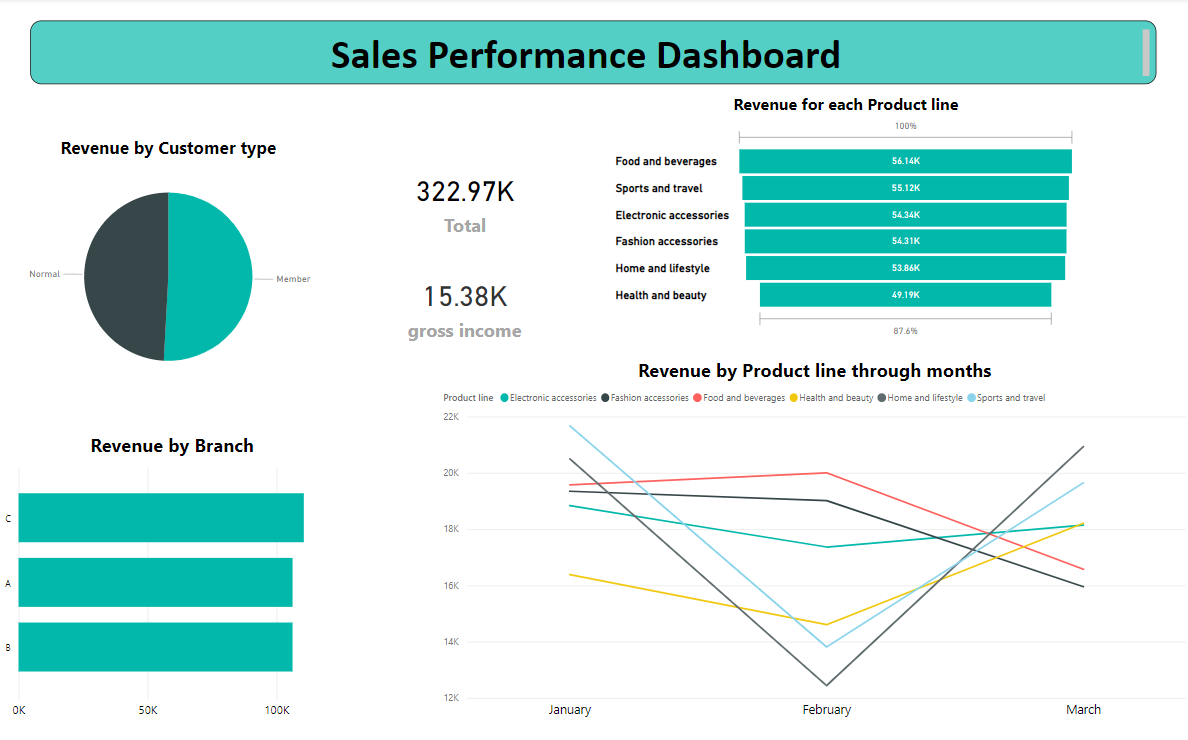 Sales Performance Dashboard
Revenue by Customer type
Normal
Member
322.97K
Total
15.38K
gross income
Revenue for each Product line
100%
Food and beverages 56.14K
Sports and travel 55.12K
Electronic accessories 54.34K
Fashion accessories 54.31K
Home and lifestyle 53.86K
Health and beauty 49.19K
87.6%
Revenue by Branch
C
A
B
0K 50K 100K
Revenue by Product line through months
Product line Electronic accessories Fashion accessories Food and beverages Health and beauty Home and lifestyle Sports and travel
22K
20K
18K
16K
14K
12K
January February March